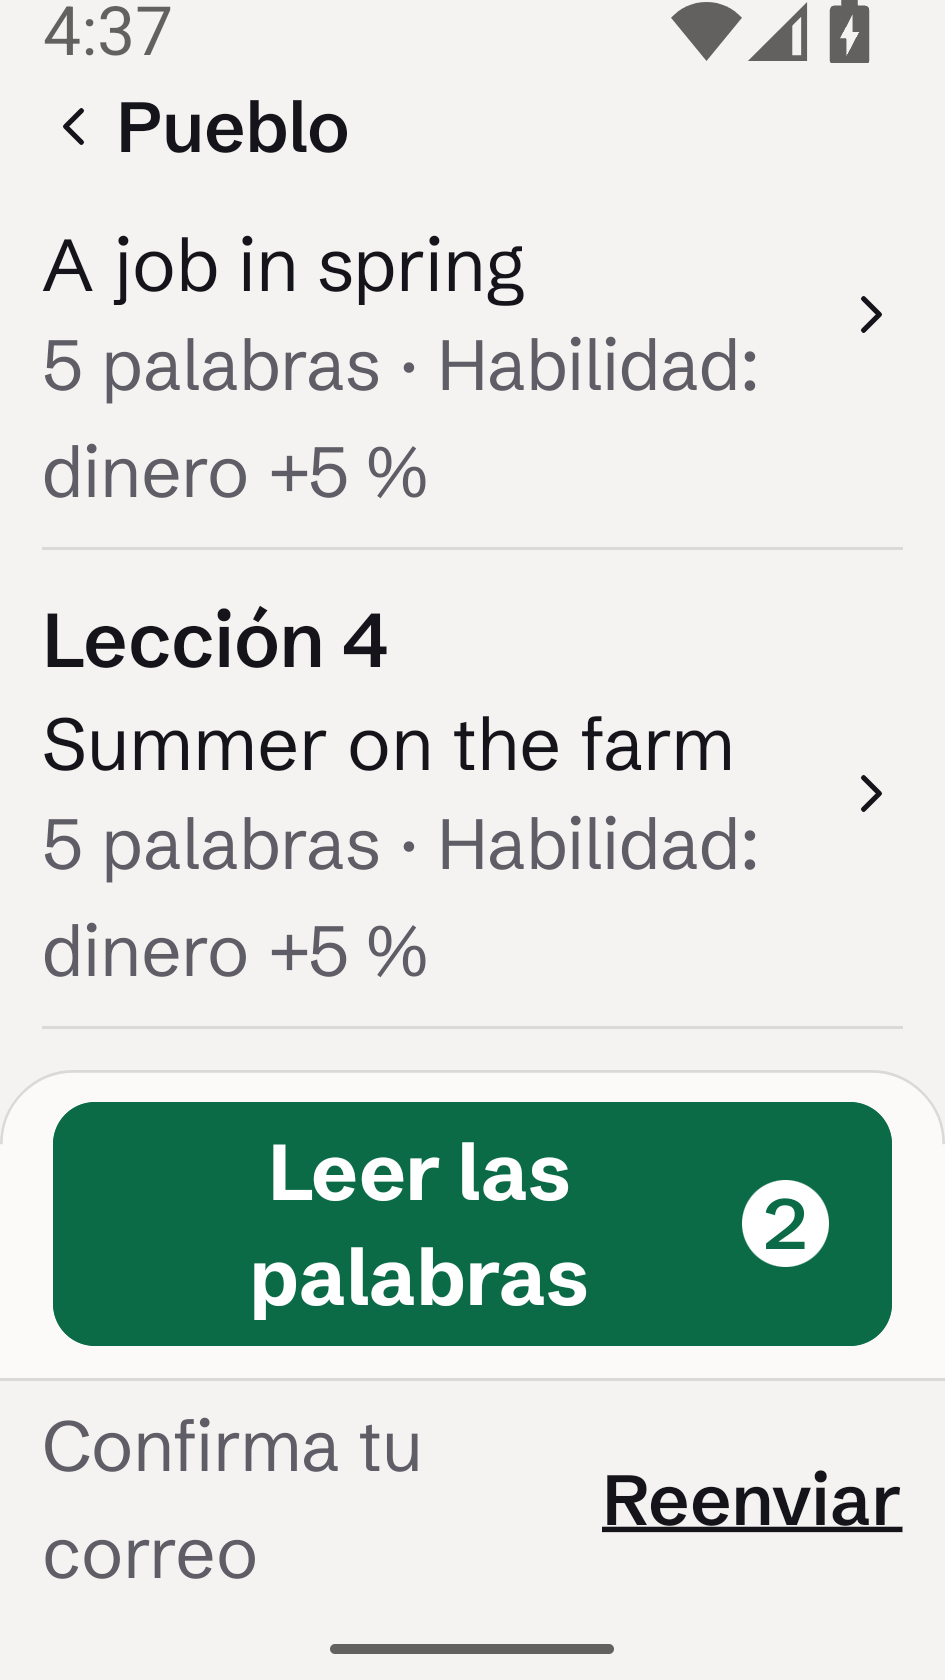 4:37
Pueblo
A job in spring
5 palabras · Habilidad:
dinero +5 %
Lección 4
Summer on the farm
5 palabras · Habilidad:
dinero +5 %
Leer las
palabras
2
Confirma tu
correo
Reenviar